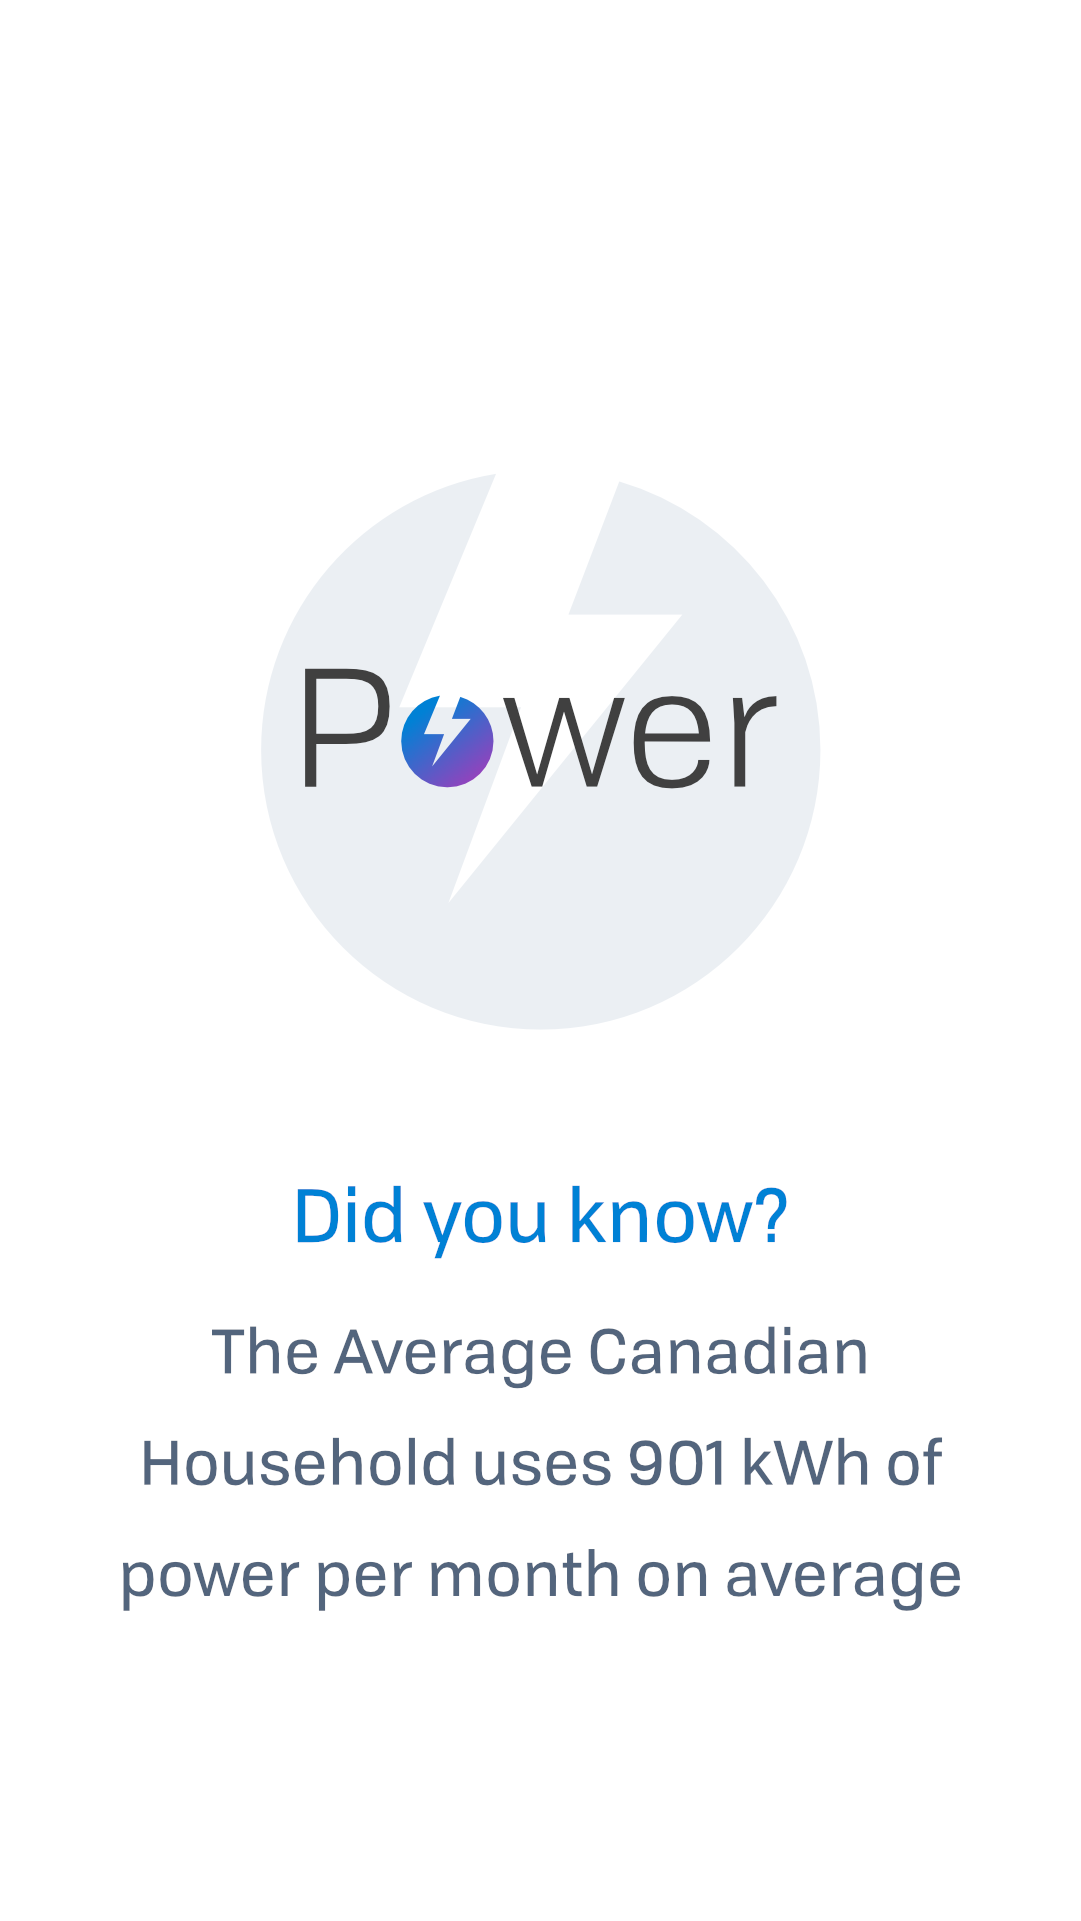 Power
Did you know?
The Average Canadian
Household uses 901 kWh of
power per month on average